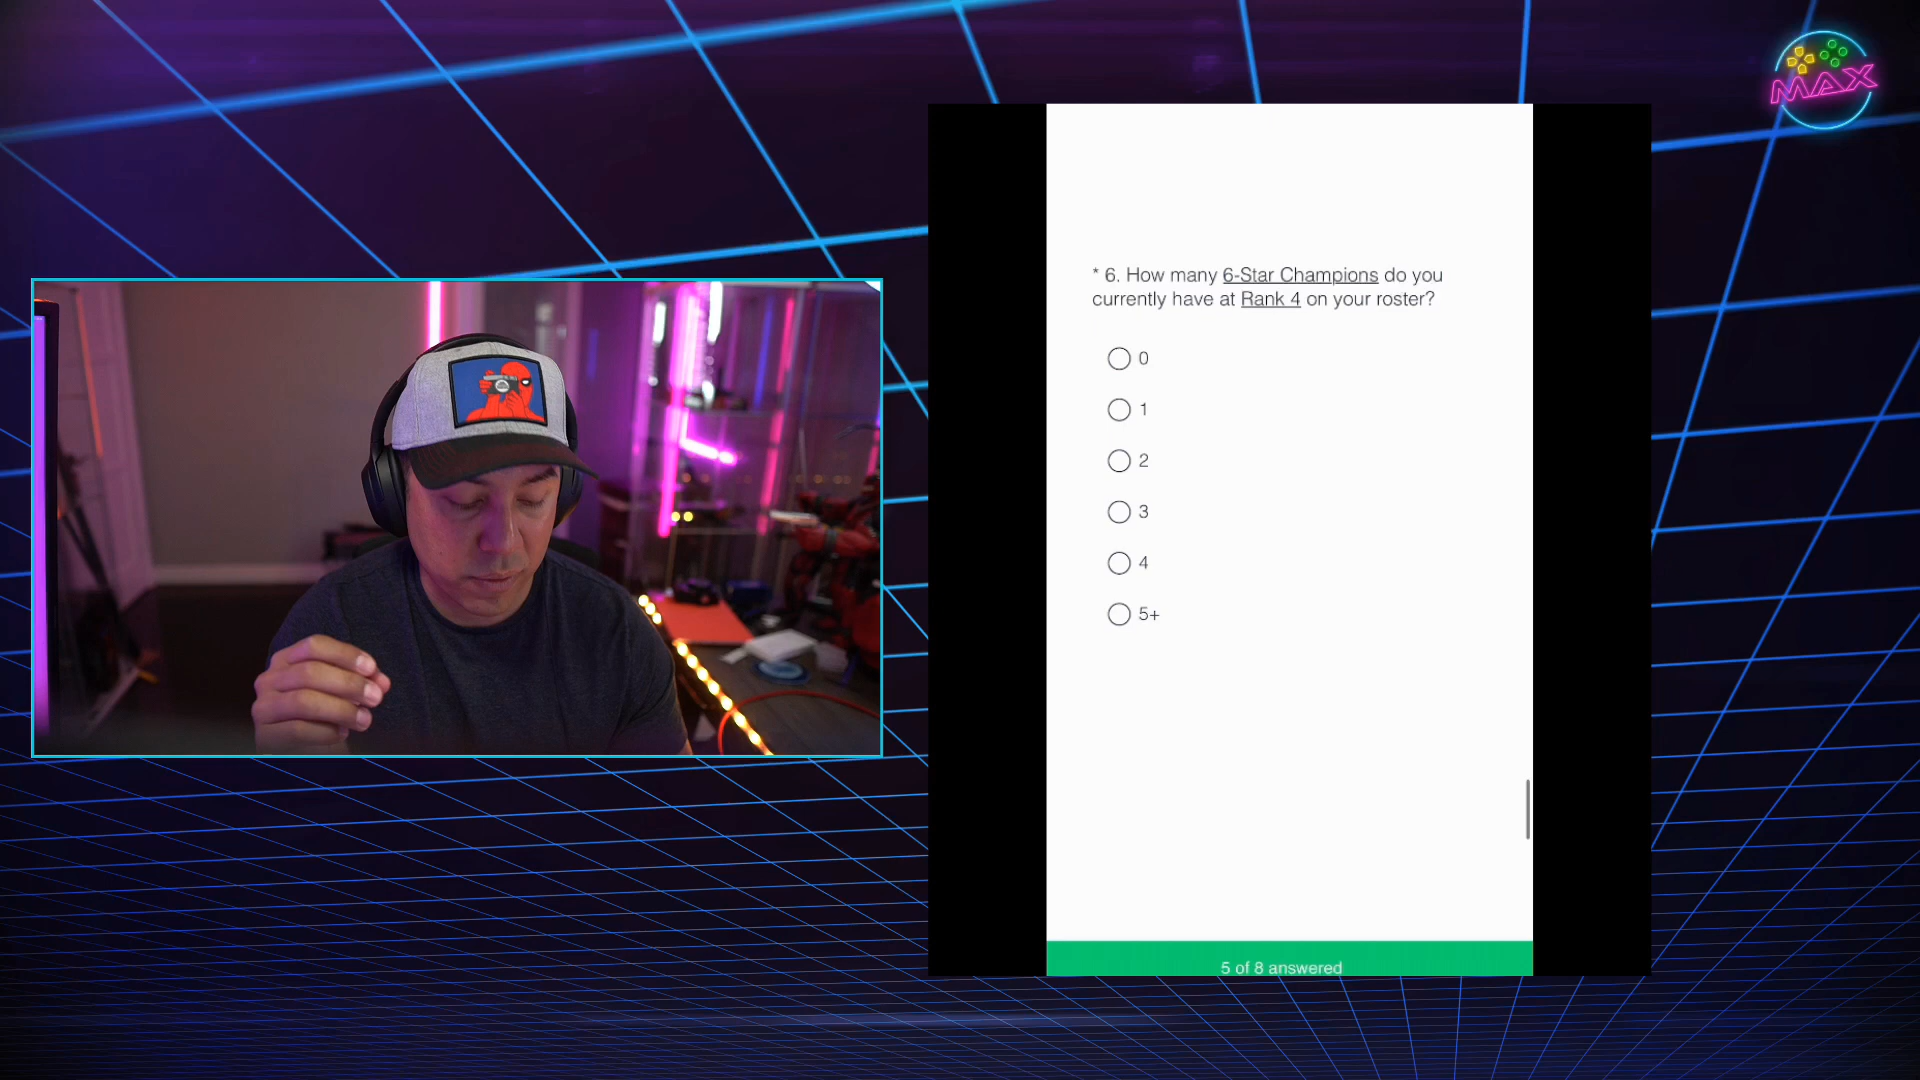 MAX
* 6. How many 6-Star Champions do you
currently have at Rank 4 on your roster?
0
1
2
3
4
5+
5 of 8 answered